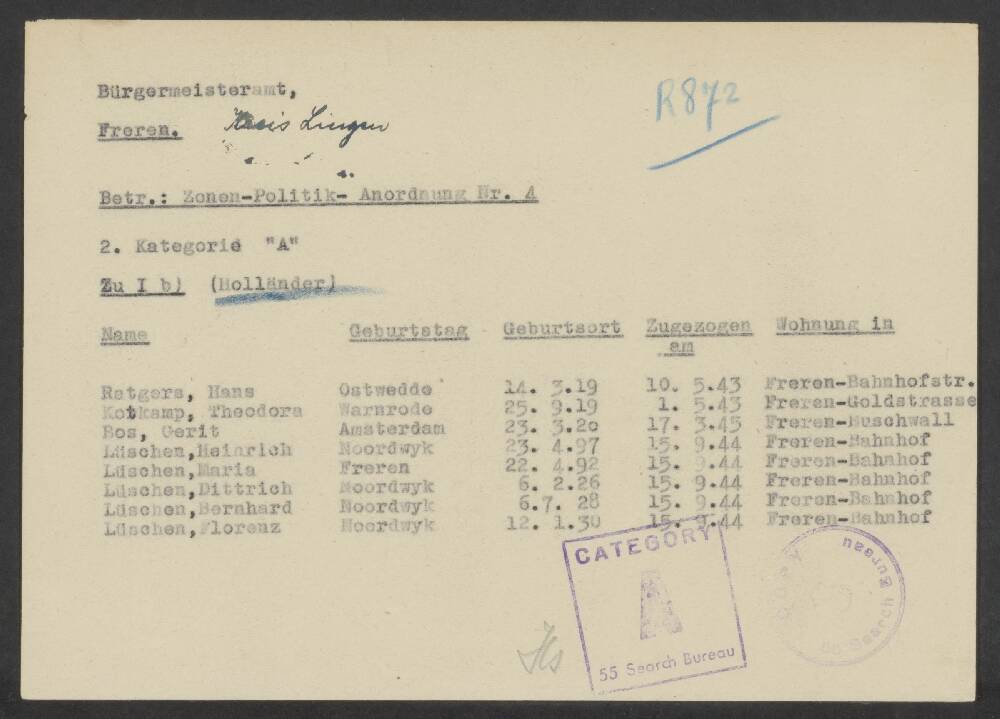 Bürgermeisteramt,
Freren. Kreis Lingen
R872
Betr.: Zonen-Politik- Anordnung Nr. 4
2. Kategorie "A"
Zu I b) (Holländer)
Name Geburtstag Geburtsort Zugezogen am Wohnung in
Ratgers, Hans Ostwedde 14. 3.19 10. 5.43 Freren-Bahnhofstr.
Kotkamp, Theodora Warnrode 25. 9.19 1. 5.43 Freren-Goldstrasse
Bos, Gerit Amsterdam 23. 3.20 17. 3.45 Freren-Buschwall
Lüschen,Heinrich Noordwyk 23. 4.97 15. 9.44 Freren-Bahnhof
Lüschen,Maria Freren 22. 4.92 15. 9.44 Freren-Bahnhof
Lüschen,Dittrich Noordwyk 6. 2.26 15. 9.44 Freren-Bahnhof
Lüschen,Bernhard Noordwyk 6.7. 28 15. 9.44 Freren-Bahnhof
Lüschen,Florenz Noordwyk 12. 1.30 15. 9.44 Freren-Bahnhof
CATEGORY
A
55 Search Bureau
55 Search Bureau